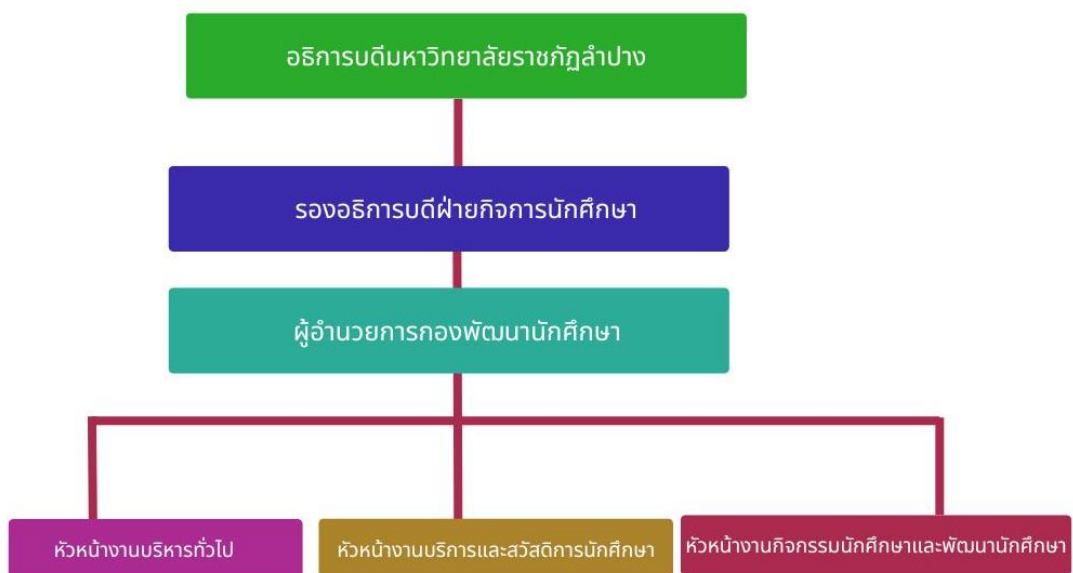 อธิการบดีมหาวิทยาลัยราชภัฏลำปาง
รองอธิการบดีฝ่ายกิจการนักศึกษา
ผู้อำนวยการกองพัฒนานักศึกษา
หัวหน้างานบริหารทั่วไป
หัวหน้างานบริการและสวัสดิการนักศึกษา
หัวหน้างานกิจกรรมนักศึกษาและพัฒนานักศึกษา